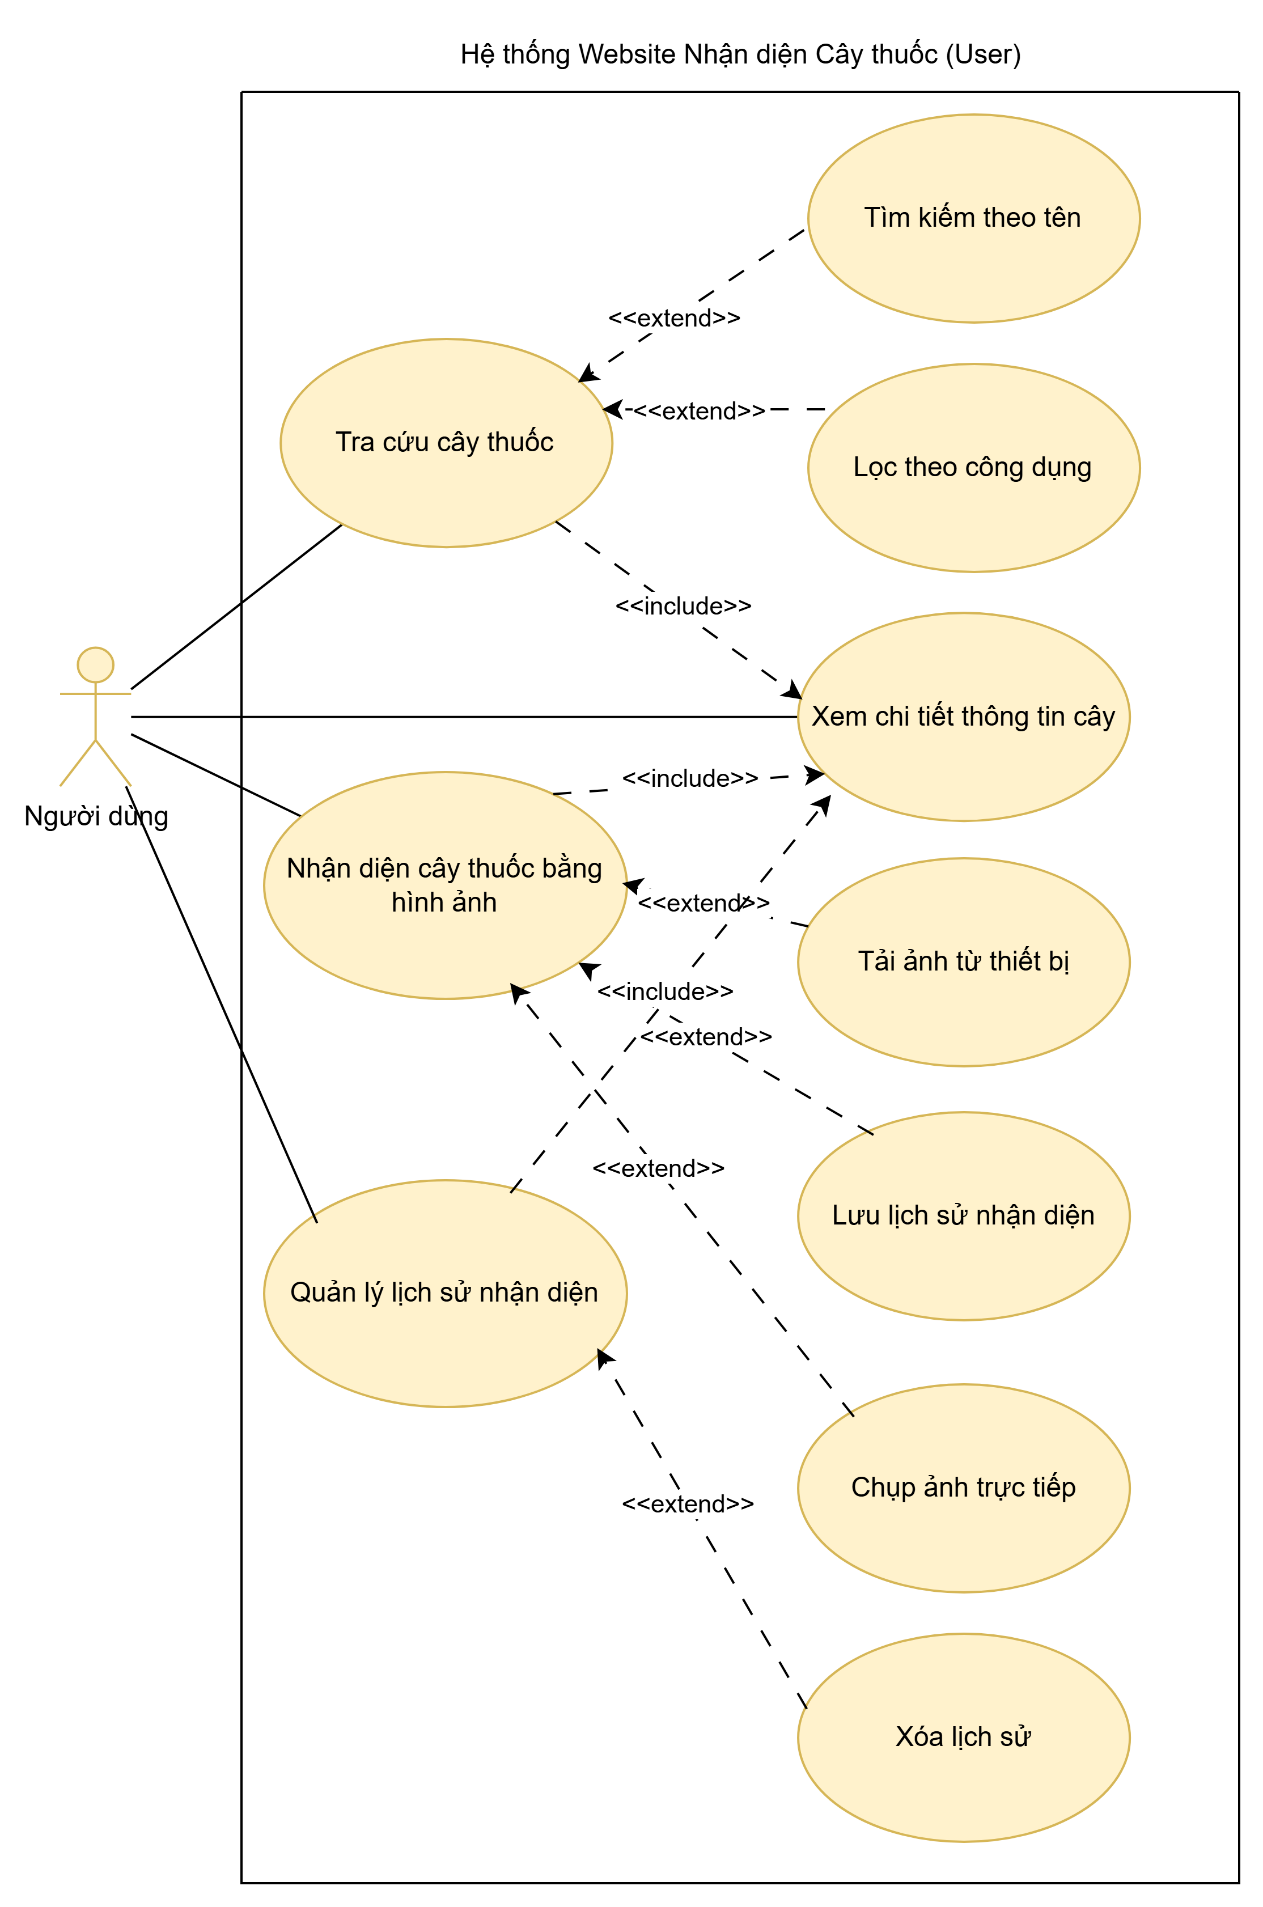 Hệ thống Website Nhận diện Cây thuốc (User)
Tìm kiếm theo tên
<<extend>>
<<extend>>
Tra cứu cây thuốc
Lọc theo công dụng
<<include>>
Xem chi tiết thông tin cây
<<include>>
Người dùng
Nhận diện cây thuốc bằng
hình ảnh
<<extend>>
Tải ảnh từ thiết bị
<<include>>
<<extend>>
<<extend>>
Lưu lịch sử nhận diện
Quản lý lịch sử nhận diện
Chụp ảnh trực tiếp
<<extend>>
Xóa lịch sử